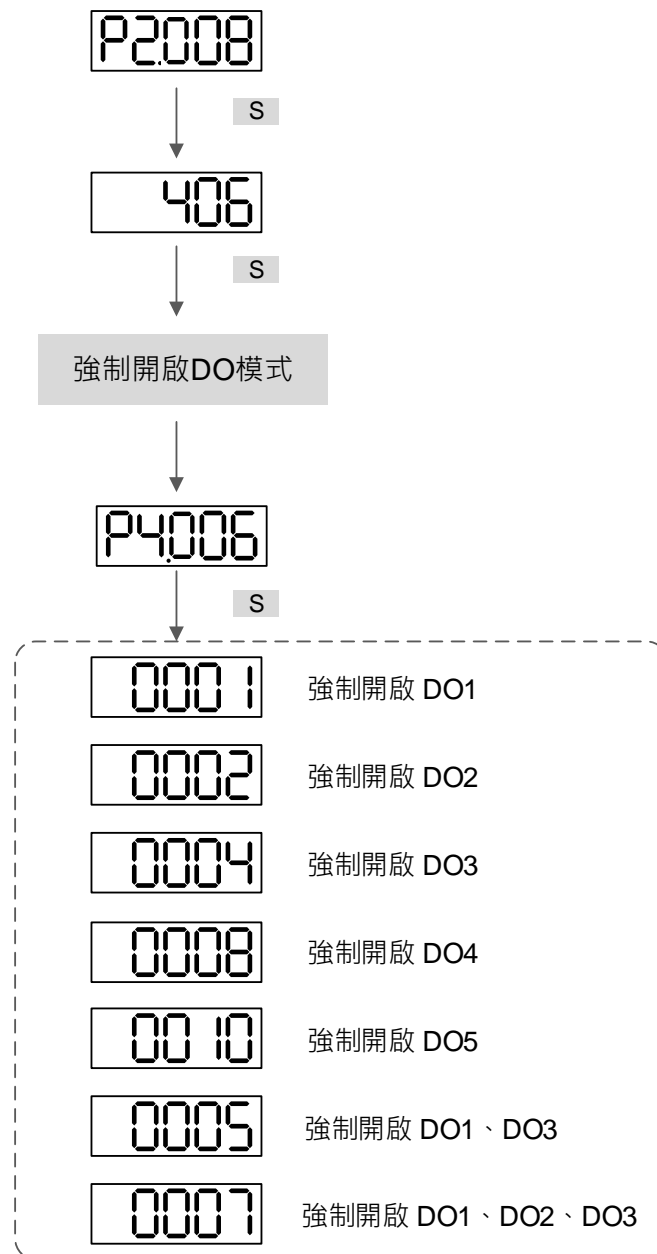 P2.008
S
406
S
強制開啟DO模式
P4.006
S
0001 強制開啟 DO1
0002 強制開啟 DO2
0004 強制開啟 DO3
0008 強制開啟 DO4
0010 強制開啟 DO5
0005 強制開啟 DO1、DO3
0007 強制開啟 DO1、DO2、DO3